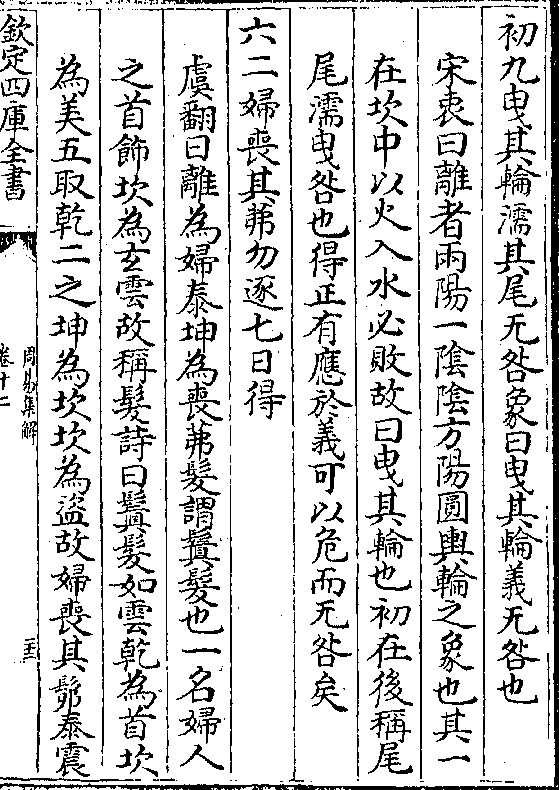 初九曳其輪濡其尾无咎象曰曳其輪義无咎也
宋衷曰離者兩陽一陰陰方陽圓輿輪之象也其一
在坎中以火入水必敗故曰曳其輪也初在後稱尾
尾濡曳咎也得正有應於義可以危而无咎矣
六二婦喪其茀勿逐七日得
虞翻曰離為婦泰坤為喪茀髮謂鬒髮也一名婦人
之首飾坎為玄雲故稱髮詩曰鬒髮如雲乾為首坎
為美五取乾二之坤為坎坎為盜故婦喪其髴泰震
欽定四庫全書
周易集解
卷十二